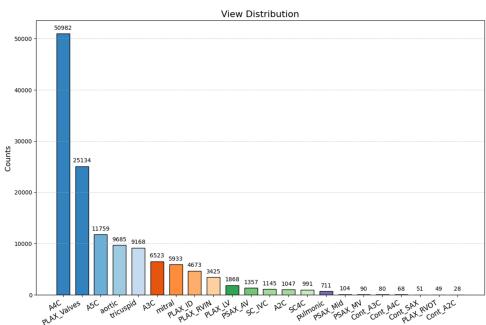 View Distribution
Counts
50000
40000
30000
20000
10000
0
50982
25134
11759
9685
9168
6523
5933
4673
3425
1868
1357
1145
1047
991
711
104
90
80
68
51
49
28
A4C
PLAX_Valves
A5C
aortic
tricuspid
A3C
mitral
PLAX_ID
PLAX_RVIN
PLAX_LV
PSAX_AV
SC_IVC
A2C
SC4C
pulmonic
PSAX_Mid
PSAX_MV
Cont_A3C
Cont_A4C
Cont_SAX
PLAX_RVOT
Cont_A2C